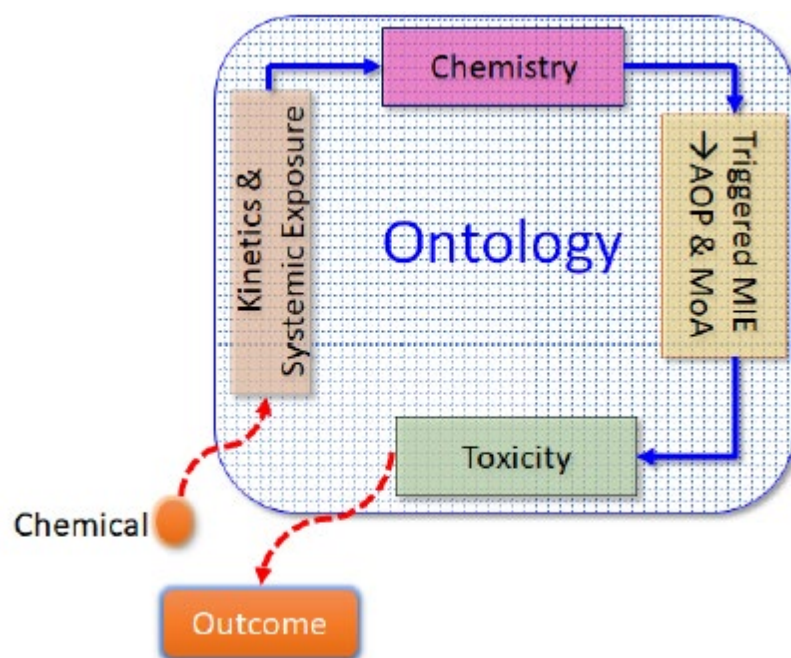 Chemistry
Kinetics &
Systemic Exposure
Triggered MIE
→AOP & MoA
Ontology
Toxicity
Chemical
Outcome